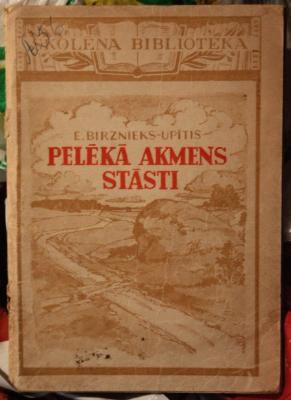 SKOLĒNA BIBLIOTĒKA
E. BIRZNIEKS-UPĪTIS
PELĒKĀ AKMENS
STĀSTI